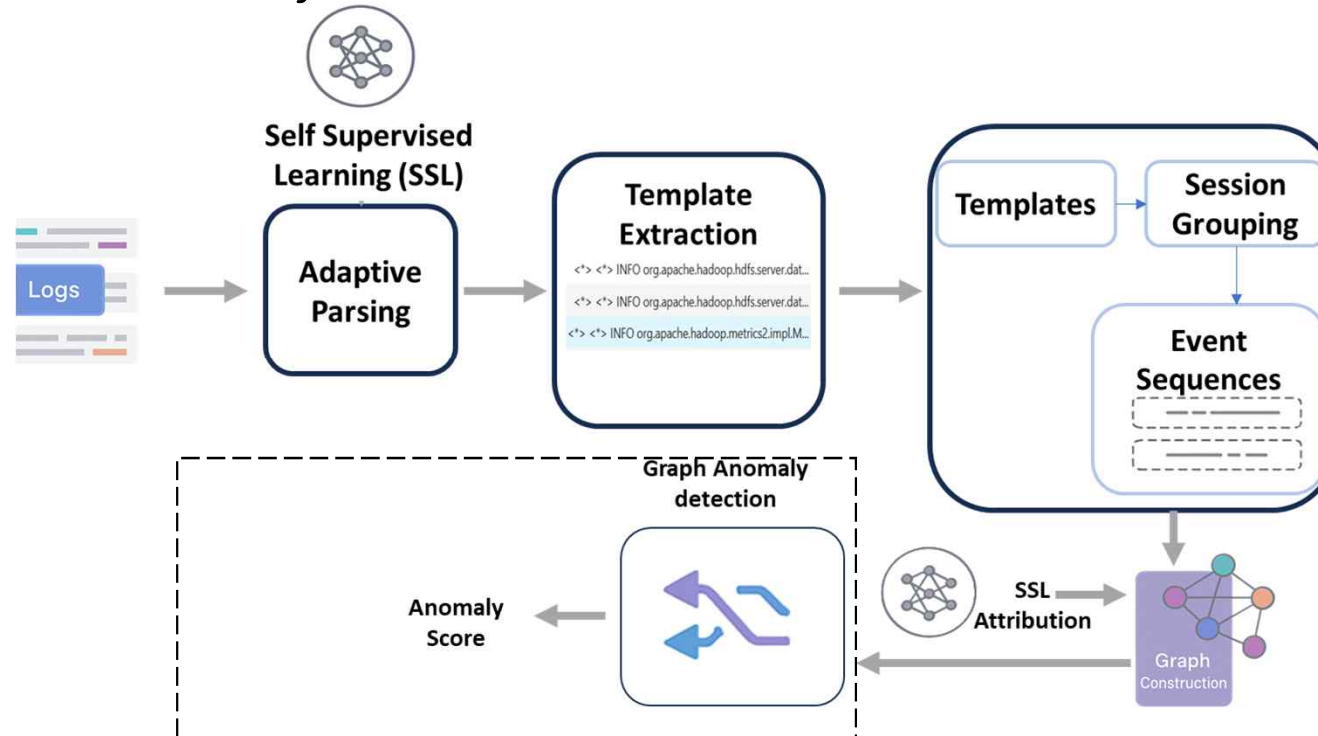 Self Supervised
Learning (SSL)
Logs
Adaptive
Parsing
Template
Extraction
<*> <*> INFO org.apache.hadoop.hdfs.server.dat...
<*> <*> INFO org.apache.hadoop.hdfs.server.dat...
<*> <*> INFO org.apache.hadoop.metrics2.impl.M...
Templates
Session
Grouping
Event
Sequences
Graph Anomaly
detection
Anomaly
Score
SSL
Attribution
Graph
Construction